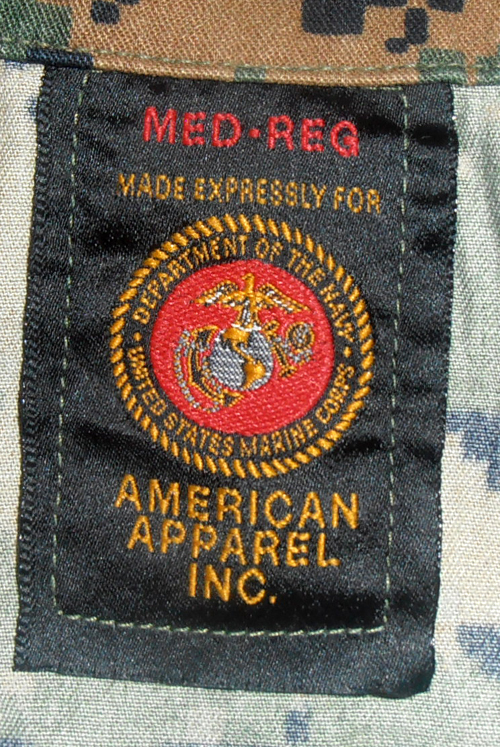 MED-REG
MADE EXPRESSLY FOR
DEPARTMENT OF THE NAVY
UNITED STATES MARINE CORPS
AMERICAN
APPAREL
INC.